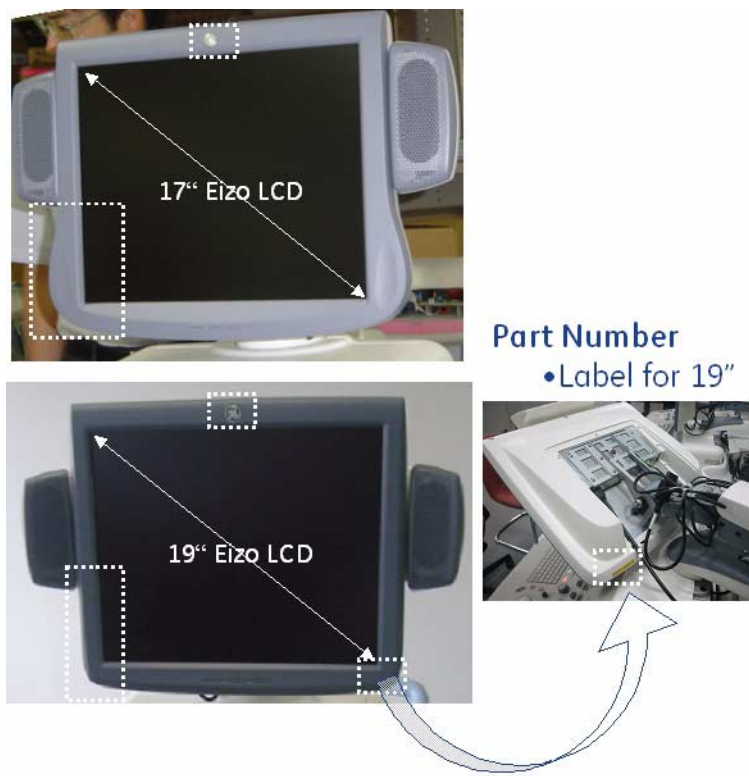 17“ Eizo LCD
Part Number
•Label for 19”
19“ Eizo LCD